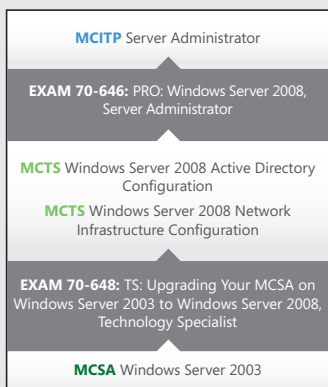 MCITP Server Administrator
EXAM 70-646: PRO: Windows Server 2008,
Server Administrator
MCTS Windows Server 2008 Active Directory
Configuration
MCTS Windows Server 2008 Network
Infrastructure Configuration
EXAM 70-648: TS: Upgrading Your MCSA on
Windows Server 2003 to Windows Server 2008,
Technology Specialist
MCSA Windows Server 2003